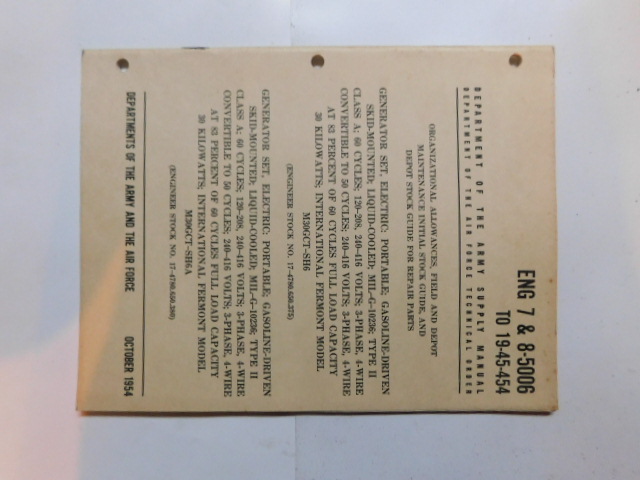 ENG 7 & 8-5006
TO 19-45-454
DEPARTMENT OF THE ARMY SUPPLY MANUAL
DEPARTMENT OF THE AIR FORCE TECHNICAL ORDER
ORGANIZATIONAL ALLOWANCES, FIELD AND DEPOT
MAINTENANCE INITIAL STOCK GUIDE, AND
DEPOT STOCK GUIDE FOR REPAIR PARTS
GENERATOR SET, ELECTRIC; PORTABLE; GASOLINE-DRIVEN
SKID-MOUNTED; LIQUID-COOLED; MIL-G-10236; TYPE II
CLASS A; 60 CYCLES; 120-208, 240-416 VOLTS; 3-PHASE, 4-WIRE
CONVERTIBLE TO 50 CYCLES; 240-416 VOLTS; 3-PHASE, 4-WIRE
AT 83 PERCENT OF 60 CYCLES FULL LOAD CAPACITY
30 KILOWATTS; INTERNATIONAL FERMONT MODEL
M30GCT-SH6
(ENGINEER STOCK NO. 17-4780.650.375)
GENERATOR SET, ELECTRIC; PORTABLE; GASOLINE-DRIVEN
SKID-MOUNTED; LIQUID-COOLED; MIL-G-10236; TYPE II
CLASS A; 60 CYCLES; 120-208, 240-416 VOLTS; 3-PHASE, 4-WIRE
CONVERTIBLE TO 50 CYCLES; 240-416 VOLTS; 3-PHASE, 4-WIRE
AT 83 PERCENT OF 60 CYCLES FULL LOAD CAPACITY
30 KILOWATTS; INTERNATIONAL FERMONT MODEL
M30GCT-SH6A
(ENGINEER STOCK NO. 17-4780.650.380)
DEPARTMENTS OF THE ARMY AND THE AIR FORCE OCTOBER 1954